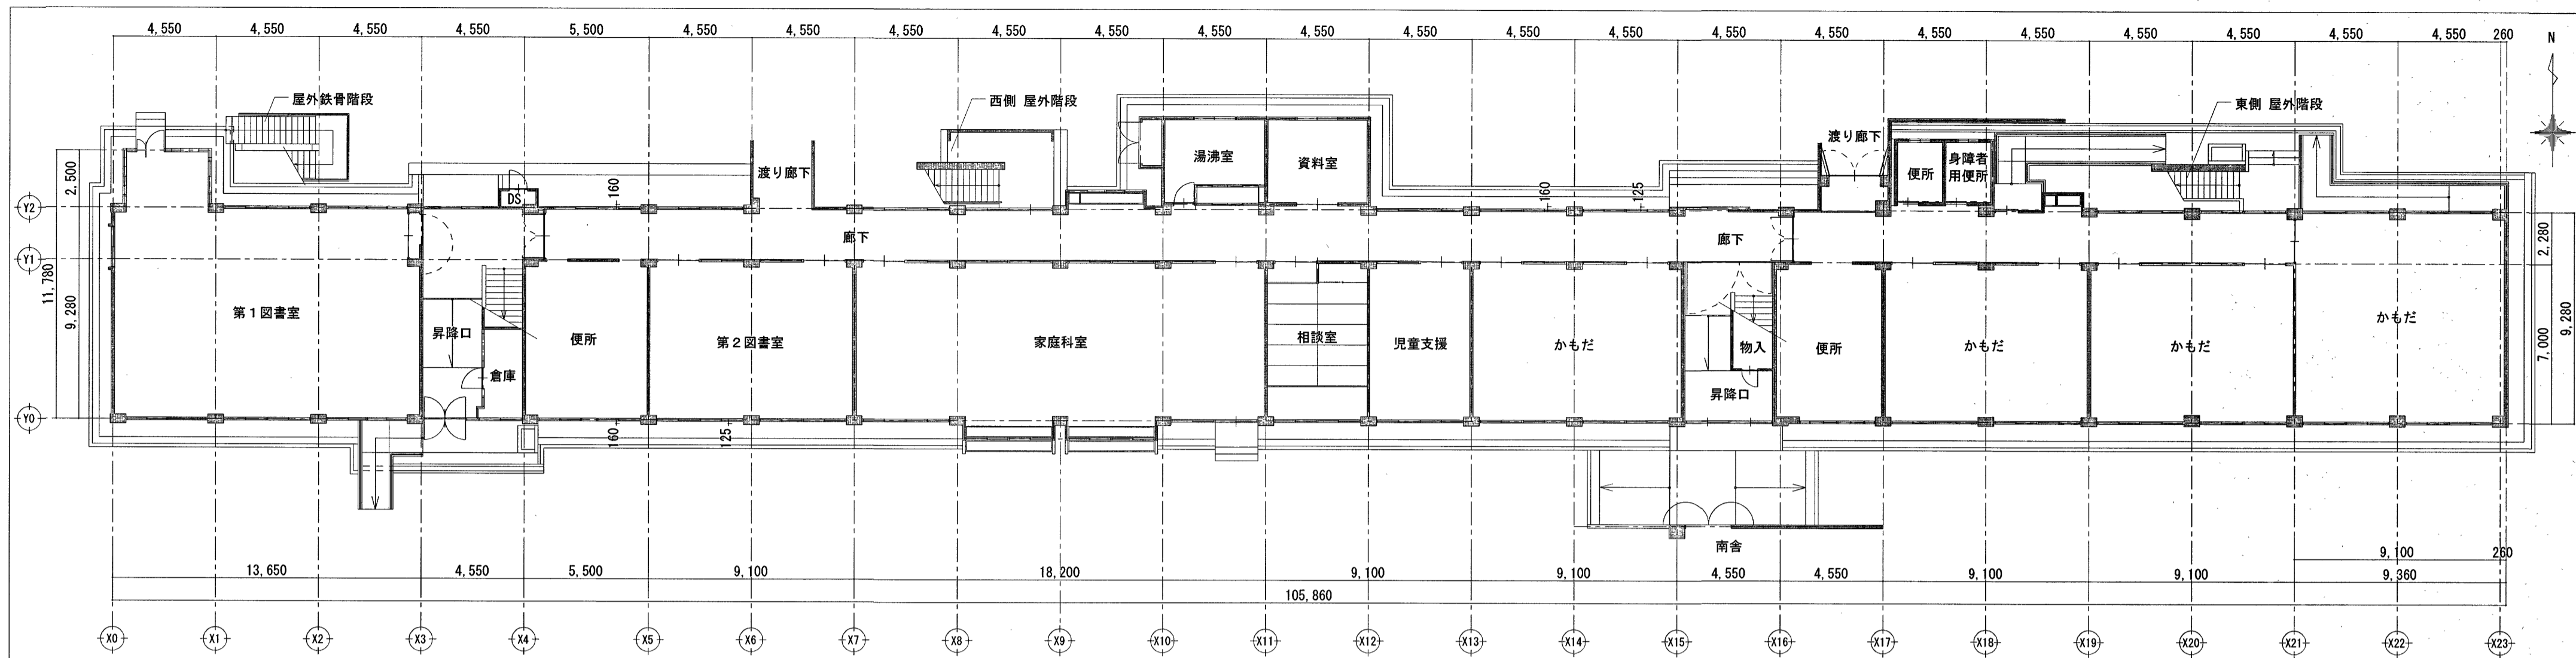 4,550 4,550 4,550 4,550 5,500 4,550 4,550 4,550 4,550 4,550 4,550 4,550 4,550 4,550 4,550 4,550 4,550 4,550 4,550 4,550 4,550 4,550 4,550 260
N
屋外鉄骨階段
西側 屋外階段
東側 屋外階段
渡り廊下
湯沸室
資料室
渡り廊下
便所
身障者
用便所
2,500
DS
160
160
125
Y2
廊下
廊下
Y1
2,280
11,780
9,280
第1図書室
昇降口
倉庫
便所
第2図書室
家庭科室
相談室
児童支援
かもだ
物入
昇降口
便所
かもだ
かもだ
かもだ
7,000
9,280
Y0
160
125
南舎
9,100 260
13,650 4,550 5,500 9,100 18,200 9,100 9,100 4,550 4,550 9,100 9,100 9,360
105,860
X0 X1 X2 X3 X4 X5 X6 X7 X8 X9 X10 X11 X12 X13 X14 X15 X16 X17 X18 X19 X20 X21 X22 X23